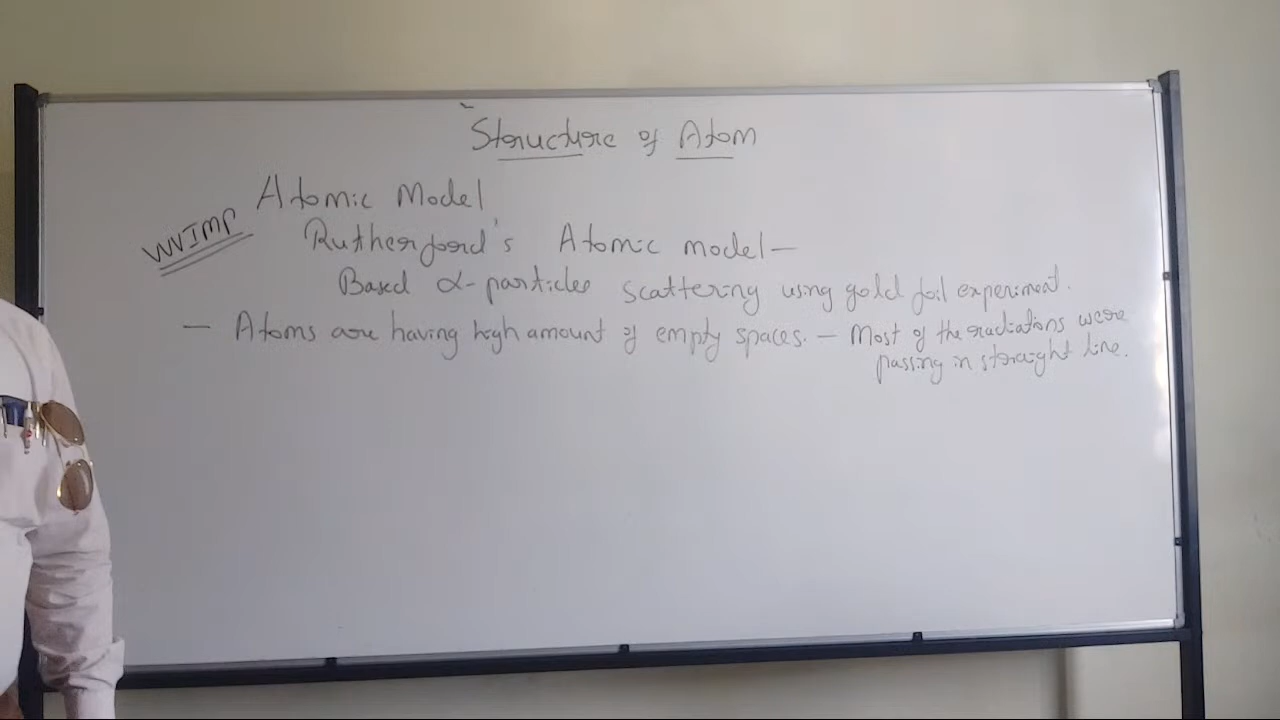 Structure of Atom
Atomic Model
VVIMP
Rutherford's Atomic model—
Based α-particles scattering using gold foil experiment.
— Atoms are having high amount of empty spaces. — Most of the radiations were
passing in straight line.